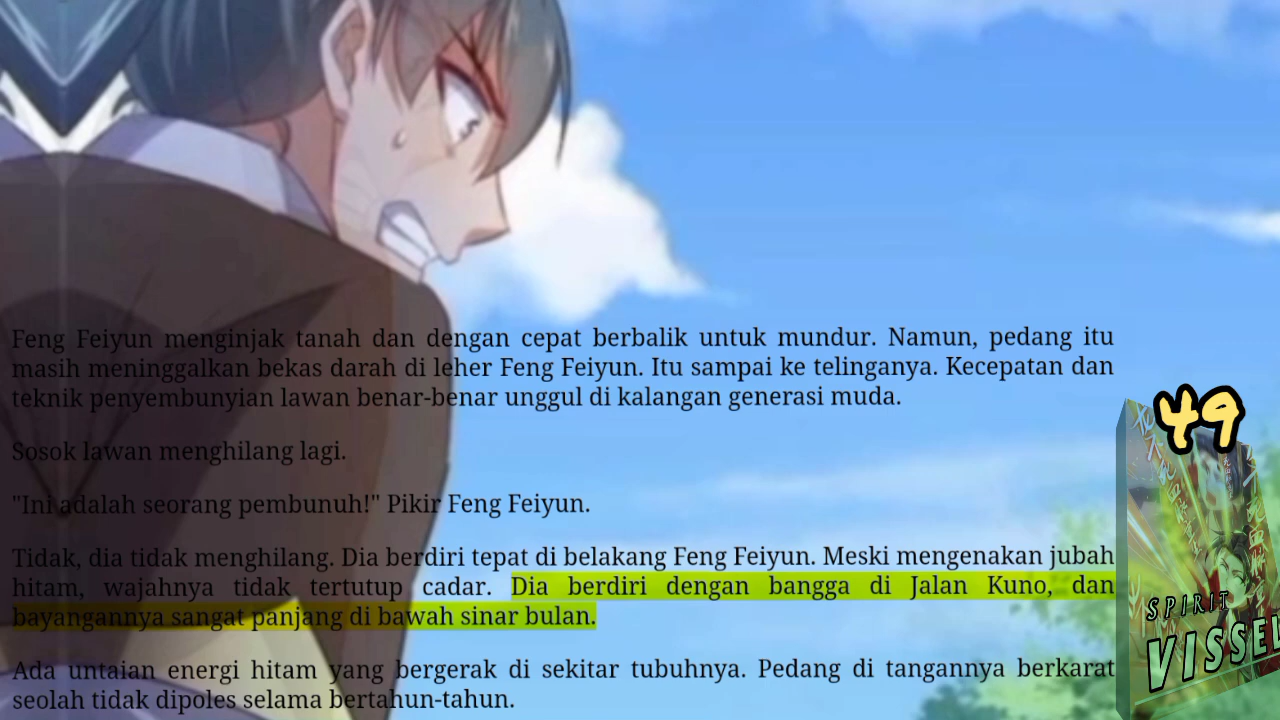 Feng Feiyun menginjak tanah dan dengan cepat berbalik untuk mundur. Namun, pedang itu
masih meninggalkan bekas darah di leher Feng Feiyun. Itu sampai ke telinganya. Kecepatan dan
teknik penyembunyian lawan benar-benar unggul di kalangan generasi muda.
Sosok lawan menghilang lagi.
"Ini adalah seorang pembunuh!" Pikir Feng Feiyun.
Tidak, dia tidak menghilang. Dia berdiri tepat di belakang Feng Feiyun. Meski mengenakan jubah
hitam, wajahnya tidak tertutup cadar. Dia berdiri dengan bangga di Jalan Kuno, dan
bayangannya sangat panjang di bawah sinar bulan.
Ada untaian energi hitam yang bergerak di sekitar tubuhnya. Pedang di tangannya berkarat
seolah tidak dipoles selama bertahun-tahun.
49
SPIRIT
VISSEL